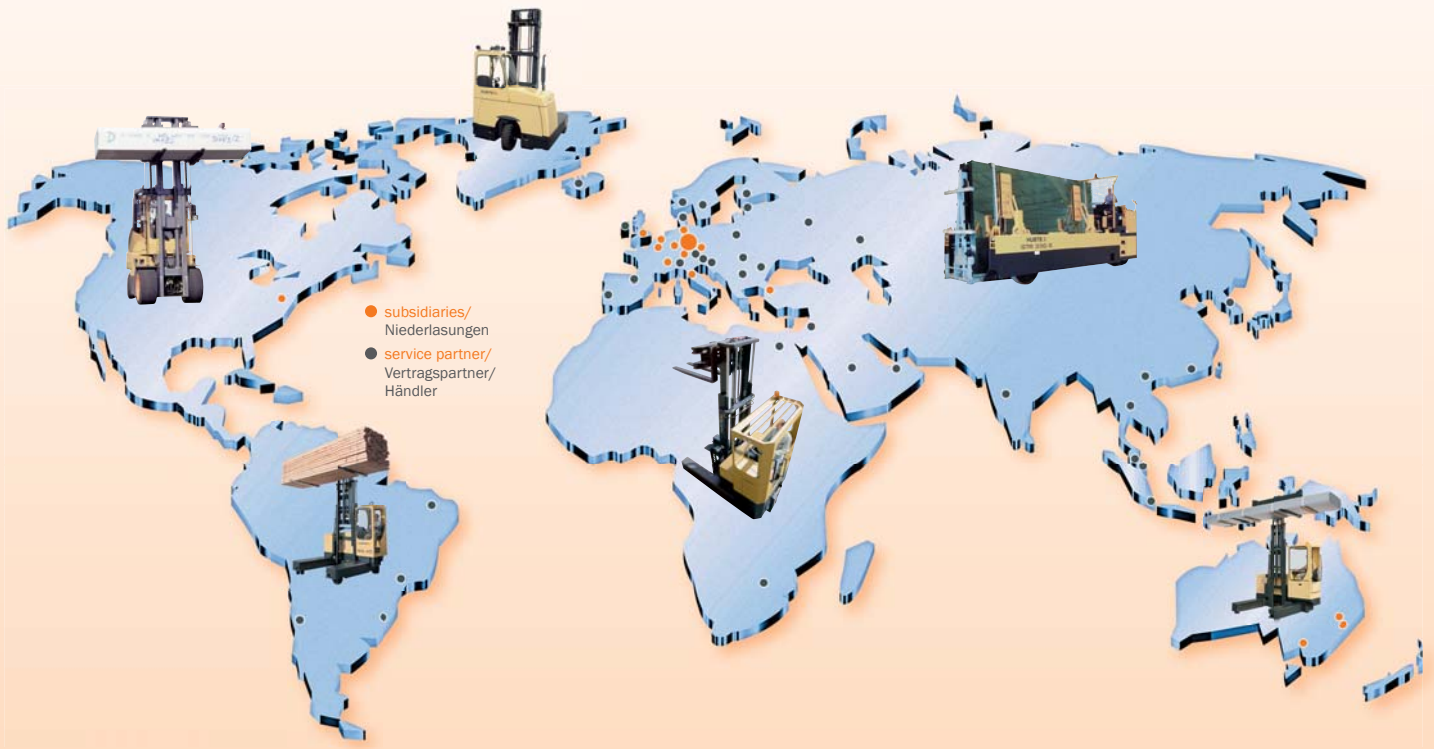 subsidiaries/
Niederlasungen
service partner/
Vertragspartner/
Händler